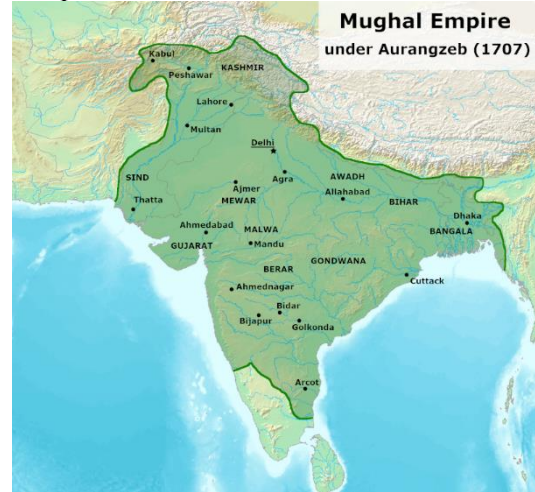 Mughal Empire
under Aurangzeb (1707)
Kabul
Peshawar
KASHMIR
Lahore
Multan
Delhi
SIND
Agra
AWADH
Ajmer
Allahabad
MEWAR
BIHAR
Thatta
Dhaka
Ahmedabad
MALWA
BANGALA
GUJARAT
Mandu
GONDWANA
BERAR
Cuttack
Ahmednagar
Bidar
Bijapur
Golkonda
Arcot